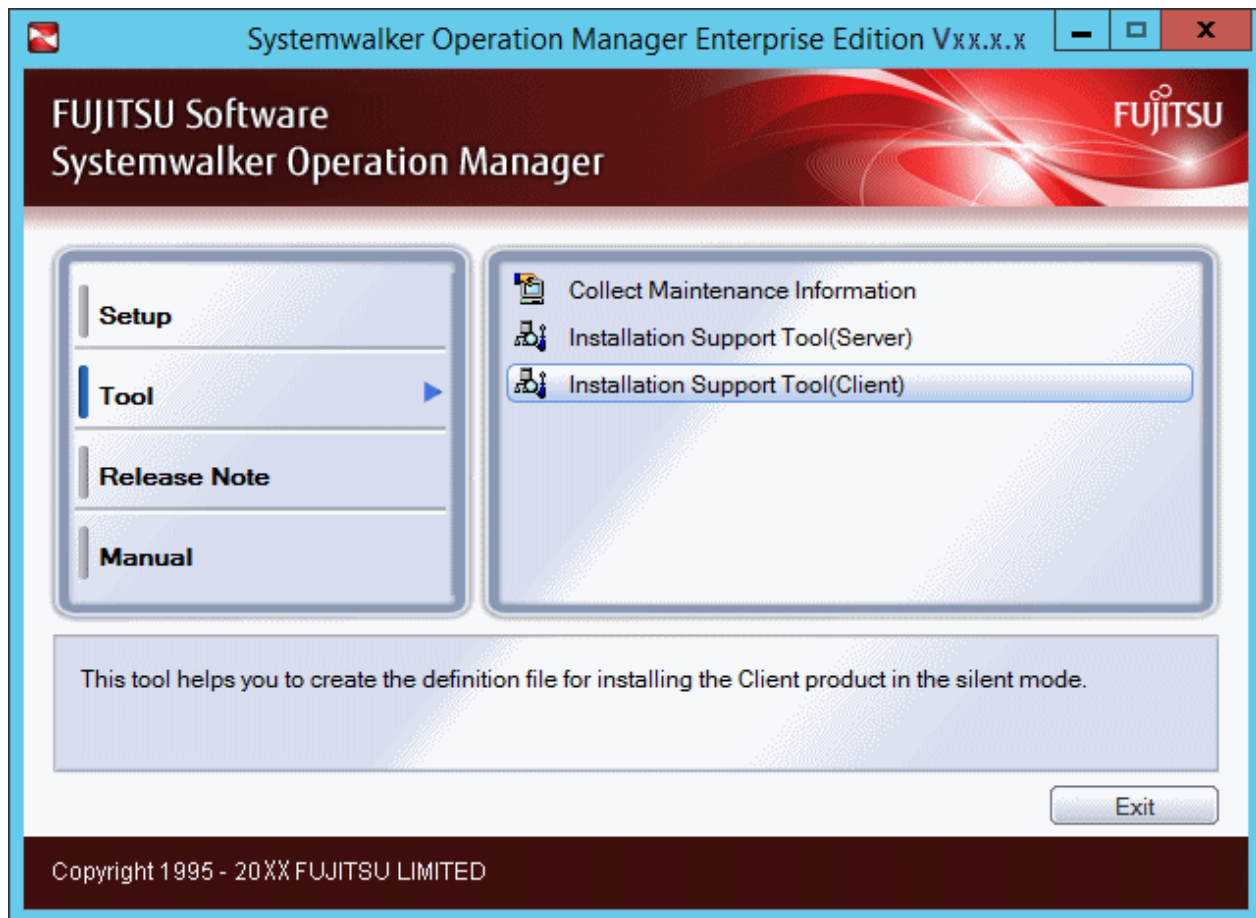 Systemwalker Operation Manager Enterprise Edition Vxx.x.x
FUJITSU Software
Systemwalker Operation Manager
FUJITSU
Setup
Tool
Release Note
Manual
Collect Maintenance Information
Installation Support Tool(Server)
Installation Support Tool(Client)
This tool helps you to create the definition file for installing the Client product in the silent mode.
Exit
Copyright 1995 - 20XX FUJITSU LIMITED